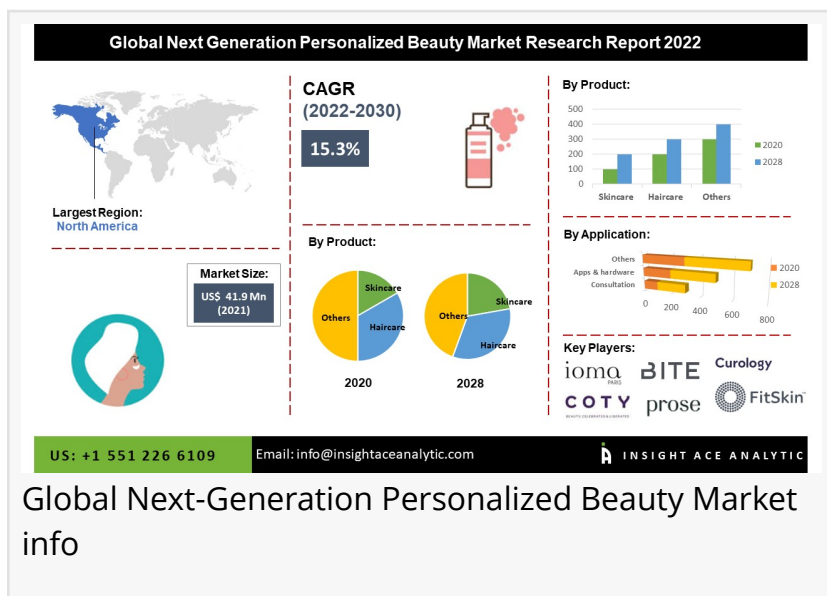 Global Next Generation Personalized Beauty Market Research Report 2022
Largest Region:
North America
Market Size:
US$ 41.9 Mn
(2021)
CAGR
(2022-2030)
15.3%
By Product:
Skincare
Haircare
Others
2020
Skincare
Haircare
Others
2028
By Product:
500
400
300
200
100
0
Skincare Haircare Others
2020
2028
By Application:
Others
Apps & hardware
Consultation
0 200 400 600 800
2020
2028
Key Players:
ioma
PARIS
BITE
Curology
COTY
BEAUTY, CELEBRATED & LIBERATED
prose
FitSkin
US: +1 551 226 6109
Email: info@insightaceanalytic.com
INSIGHT ACE ANALYTIC
Global Next-Generation Personalized Beauty Market
info